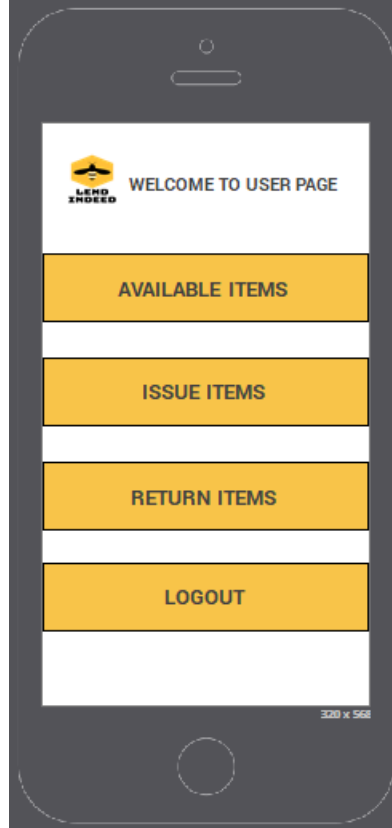 LEND
INDEED
WELCOME TO USER PAGE
AVAILABLE ITEMS
ISSUE ITEMS
RETURN ITEMS
LOGOUT
320 x 568